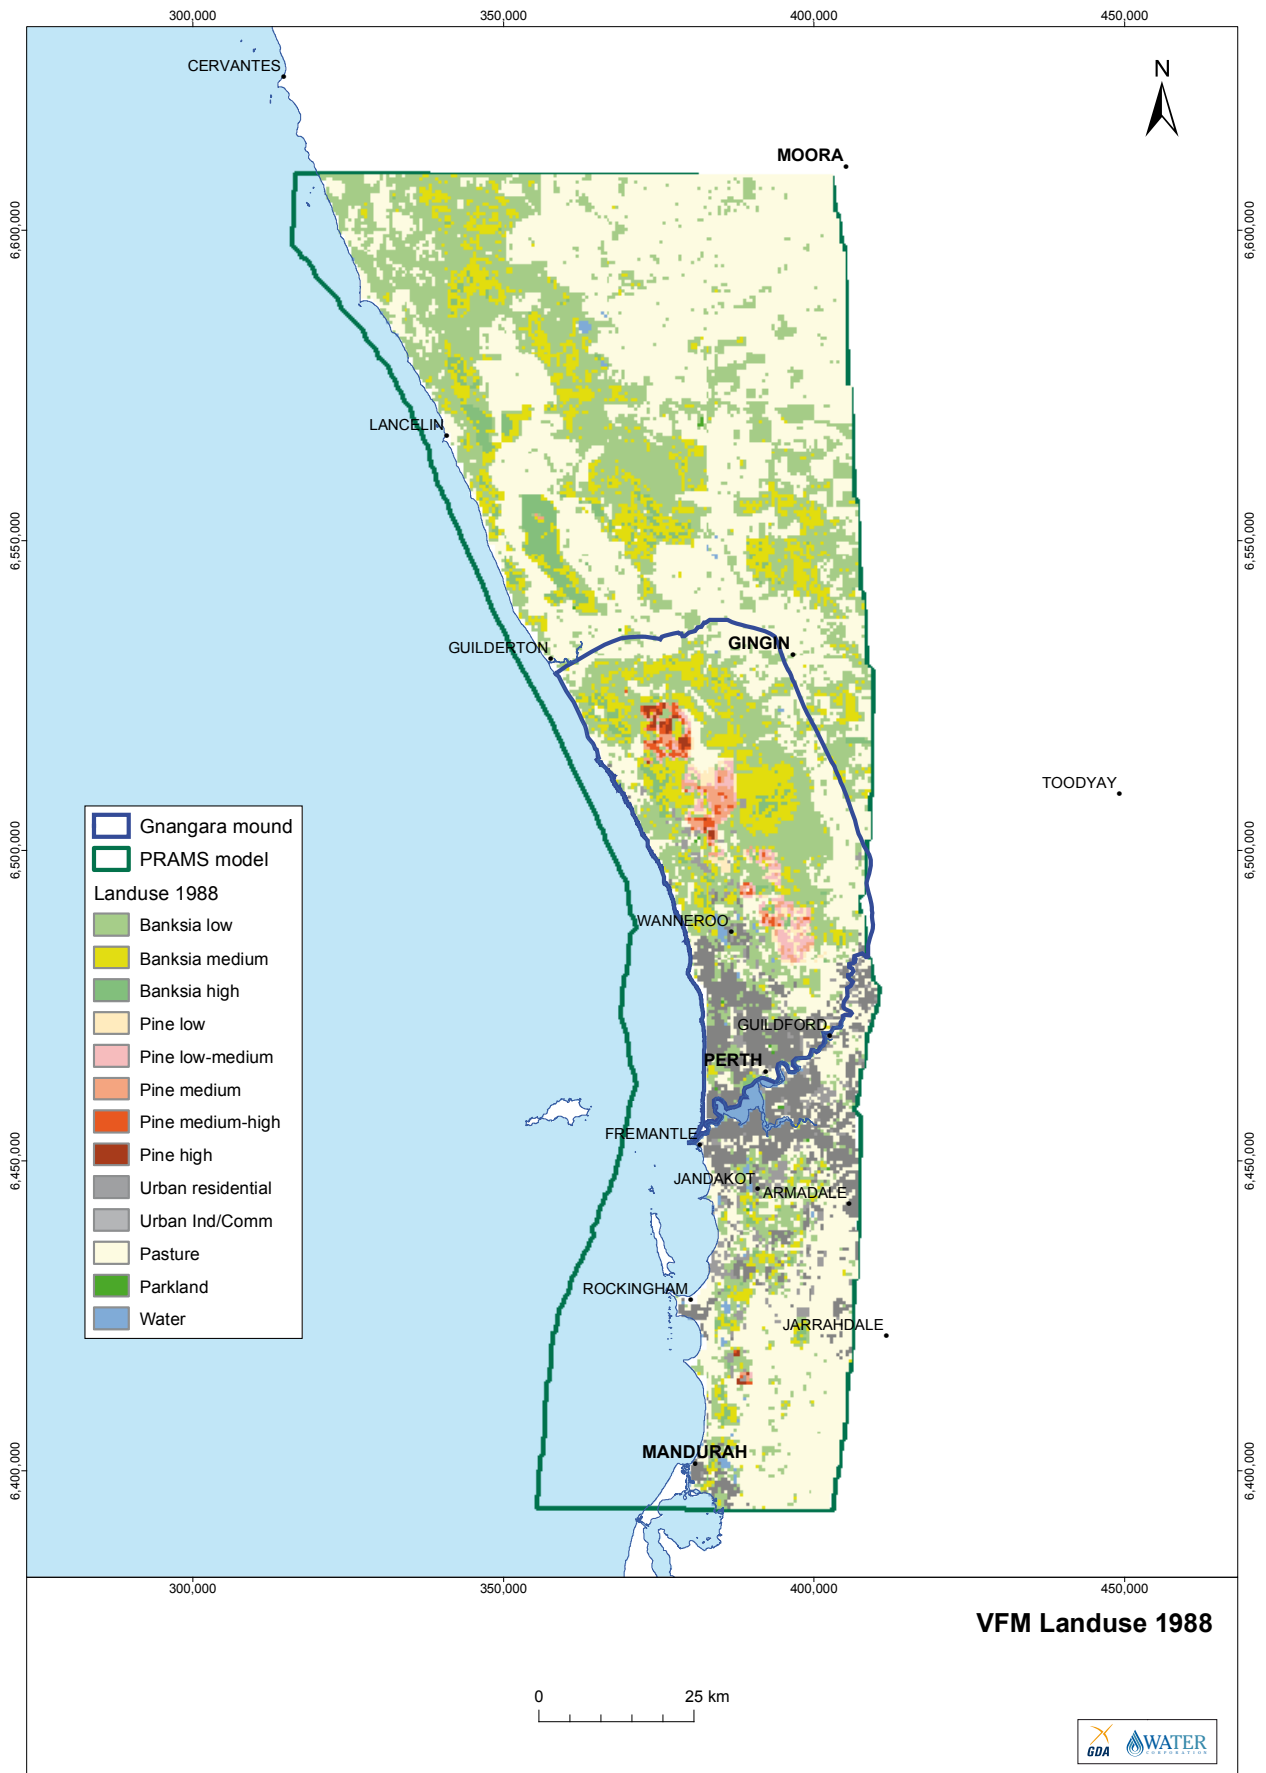 300,000
350,000
400,000
450,000
CERVANTES
N
MOORA
6,600,000
6,600,000
LANCELIN
6,550,000
6,550,000
GUILDERTON
GINGIN
TOODYAY
Gnangara mound
PRAMS model
Landuse 1988
Banksia low
Banksia medium
Banksia high
Pine low
Pine low-medium
Pine medium
Pine medium-high
Pine high
Urban residential
Urban Ind/Comm
Pasture
Parkland
Water
6,500,000
6,500,000
WANNEROO
GUILDFORD
PERTH
FREMANTLE
6,450,000
6,450,000
JANDAKOT
ARMADALE
ROCKINGHAM
JARRAHDALE
MANDURAH
6,400,000
6,400,000
300,000
350,000
400,000
450,000
VFM Landuse 1988
0
25 km
GDA
WATER
CORPORATION